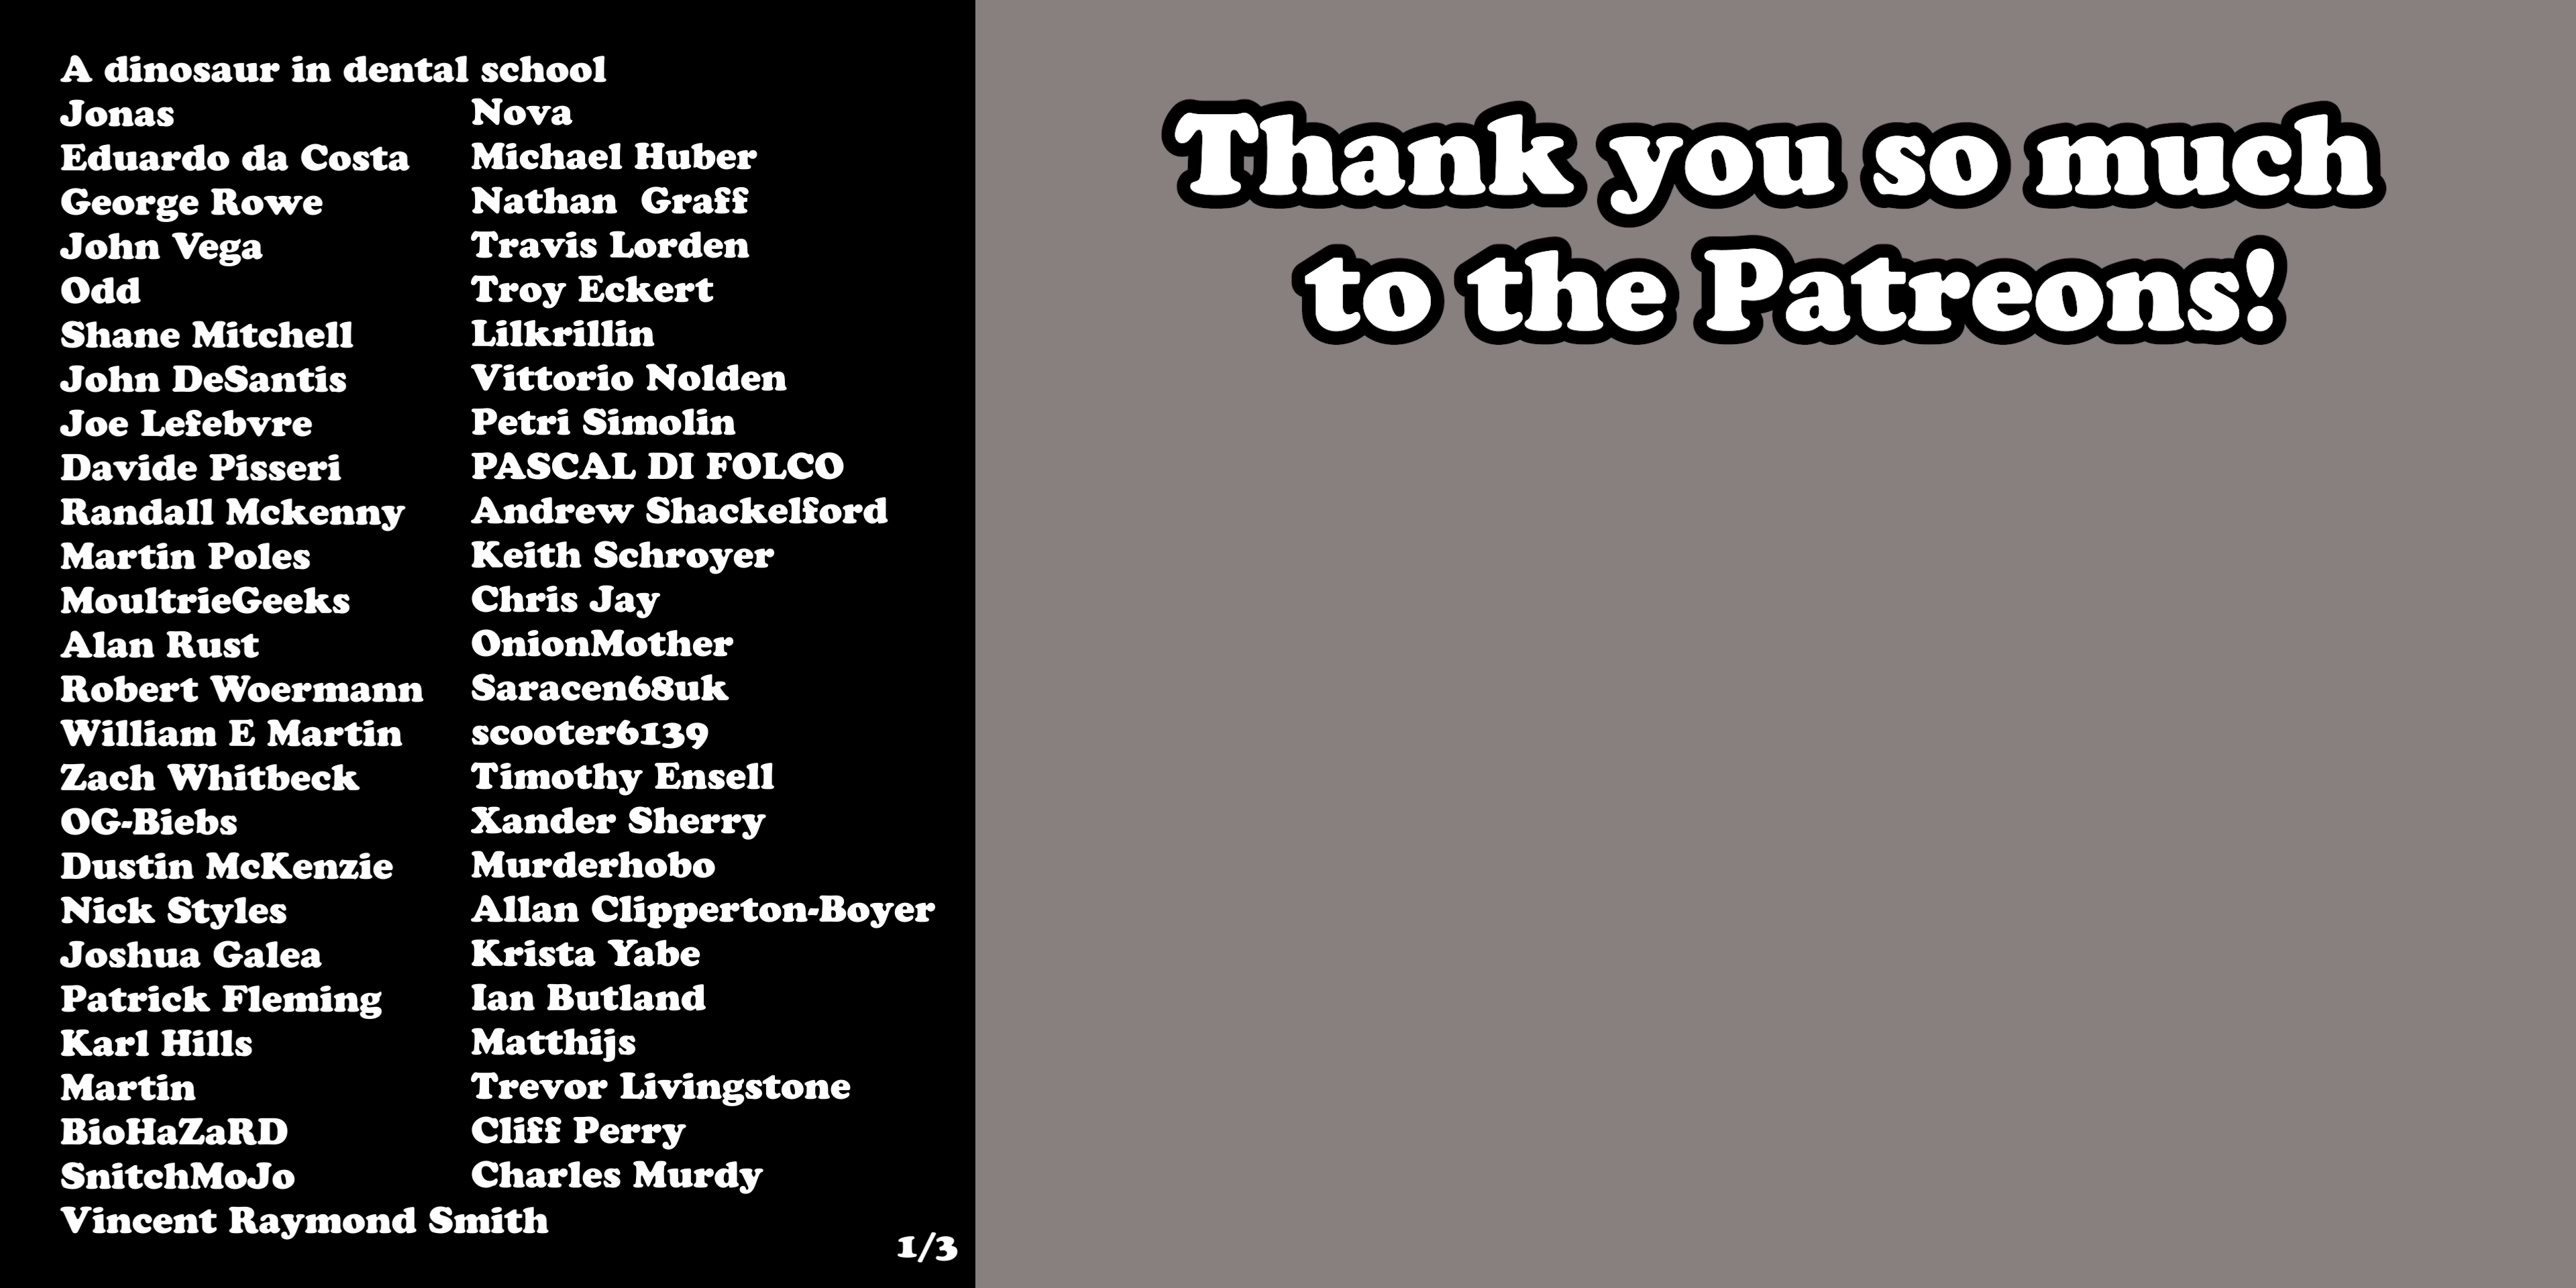 A dinosaur in dental school
Jonas
Eduardo da Costa
George Rowe
John Vega
Odd
Shane Mitchell
John DeSantis
Joe Lefebvre
Davide Pisseri
Randall Mckenny
Martin Poles
MoultrieGeeks
Alan Rust
Robert Woermann
William E Martin
Zach Whitbeck
OG-Biebs
Dustin McKenzie
Nick Styles
Joshua Galea
Patrick Fleming
Karl Hills
Martin
BioHaZaRD
SnitchMoJo
Vincent Raymond Smith
Nova
Michael Huber
Nathan  Graff
Travis Lorden
Troy Eckert
Lilkrillin
Vittorio Nolden
Petri Simolin
PASCAL DI FOLCO
Andrew Shackelford
Keith Schroyer
Chris Jay
OnionMother
Saracen68uk
scooter6139
Timothy Ensell
Xander Sherry
Murderhobo
Allan Clipperton-Boyer
Krista Yabe
Ian Butland
Matthijs
Trevor Livingstone
Cliff Perry
Charles Murdy
1/3
Thank you so much
to the Patreons!